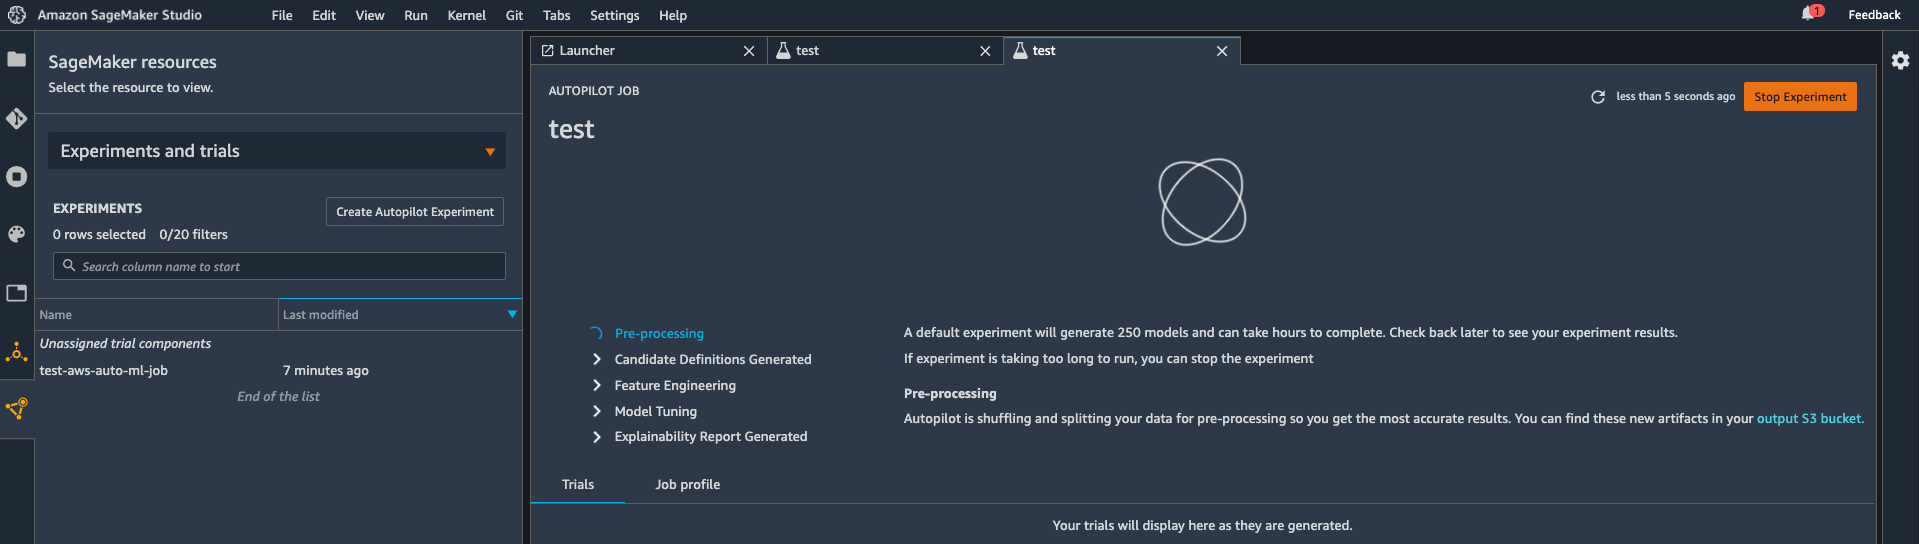 Amazon SageMaker Studio File Edit View Run Kernel Git Tabs Settings Help 1 Feedback
SageMaker resources
Select the resource to view.
Experiments and trials
EXPERIMENTS
Create Autopilot Experiment
0 rows selected 0/20 filters
Search column name to start
Name Last modified
Unassigned trial components
test-aws-auto-ml-job 7 minutes ago
End of the list
Launcher test test
AUTOPILOT JOB
less than 5 seconds ago Stop Experiment
test
Pre-processing
Candidate Definitions Generated
Feature Engineering
Model Tuning
Explainability Report Generated
A default experiment will generate 250 models and can take hours to complete. Check back later to see your experiment results.
If experiment is taking too long to run, you can stop the experiment
Pre-processing
Autopilot is shuffling and splitting your data for pre-processing so you get the most accurate results. You can find these new artifacts in your output S3 bucket.
Trials Job profile
Your trials will display here as they are generated.